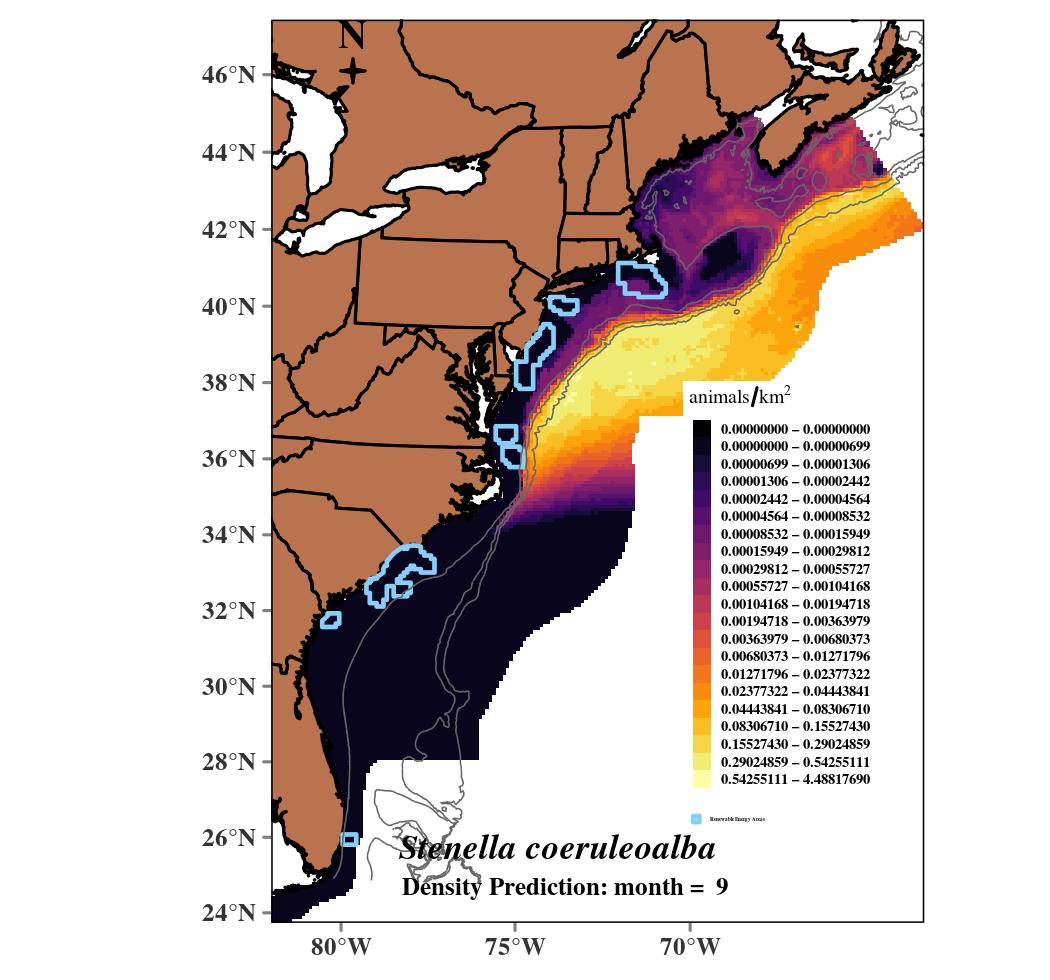 N
46°N
44°N
42°N
40°N
38°N
36°N
34°N
32°N
30°N
28°N
26°N
24°N
80°W
75°W
70°W
animals/km2
0.00000000 – 0.00000000
0.00000000 – 0.00000699
0.00000699 – 0.00001306
0.00001306 – 0.00002442
0.00002442 – 0.00004564
0.00004564 – 0.00008532
0.00008532 – 0.00015949
0.00015949 – 0.00029812
0.00029812 – 0.00055727
0.00055727 – 0.00104168
0.00104168 – 0.00194718
0.00194718 – 0.00363979
0.00363979 – 0.00680373
0.00680373 – 0.01271796
0.01271796 – 0.02377322
0.02377322 – 0.04443841
0.04443841 – 0.08306710
0.08306710 – 0.15527430
0.15527430 – 0.29024859
0.29024859 – 0.54255111
0.54255111 – 4.48817690
Renewable Energy Areas
Stenella coeruleoalba
Density Prediction: month = 9